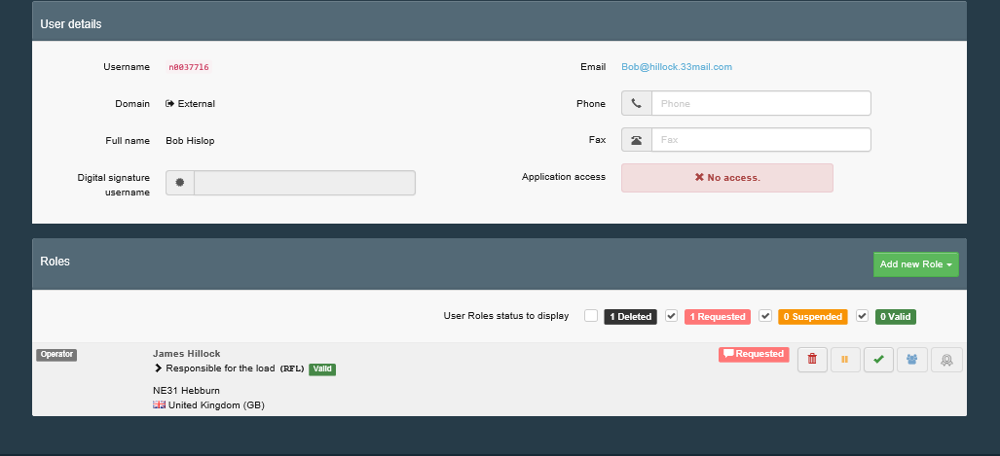 User details
Username n0037716
Email Bob@hillock.33mail.com
Domain External
Phone Phone
Full name Bob Hislop
Fax Fax
Digital signature
username
Application access No access.
Roles
Add new Role
User Roles status to display 1 Deleted 1 Requested 0 Suspended 0 Valid
Operator
James Hillock
Responsible for the load (RFL) Valid
Requested
NE31 Hebburn
United Kingdom (GB)